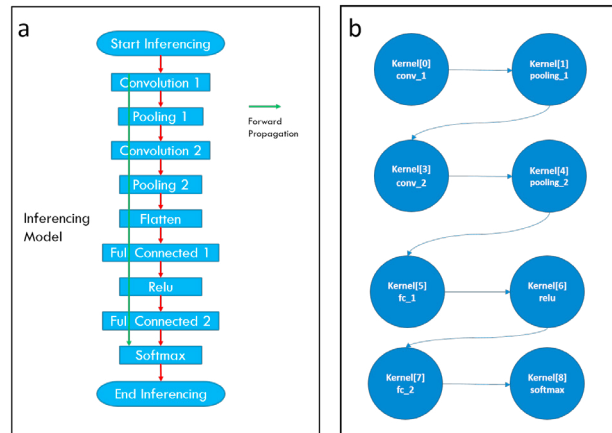 a
Start Inferencing
Convolution 1
Pooling 1
Convolution 2
Pooling 2
Flatten
Full Connected 1
Relu
Full Connected 2
Softmax
End Inferencing
Inferencing
Model
Forward
Propagation
b
Kernel[0]
conv_1
Kernel[1]
pooling_1
Kernel[3]
conv_2
Kernel[4]
pooling_2
Kernel[5]
fc_1
Kernel[6]
relu
Kernel[7]
fc_2
Kernel[8]
softmax